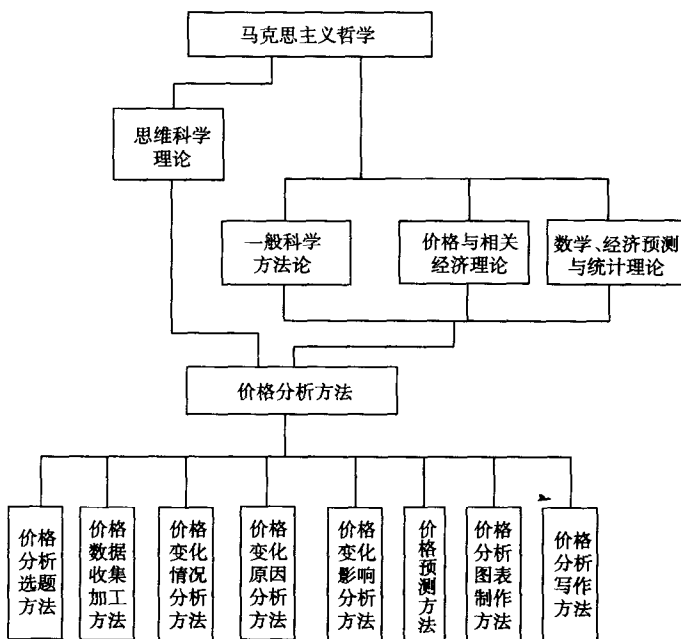 马克思主义哲学
思维科学
理论
一般科学
方法论
价格与相关
经济理论
数学、经济预测
与统计理论
价格分析方法
价格
分析
选题
方法
价格
数据
收集
加工
方法
价格
变化
情况
分析
方法
价格
变化
原因
分析
方法
价格
变化
影响
分析
方法
价格
预测
方法
价格
分析
图表
制作
方法
价格
分析
写作
方法